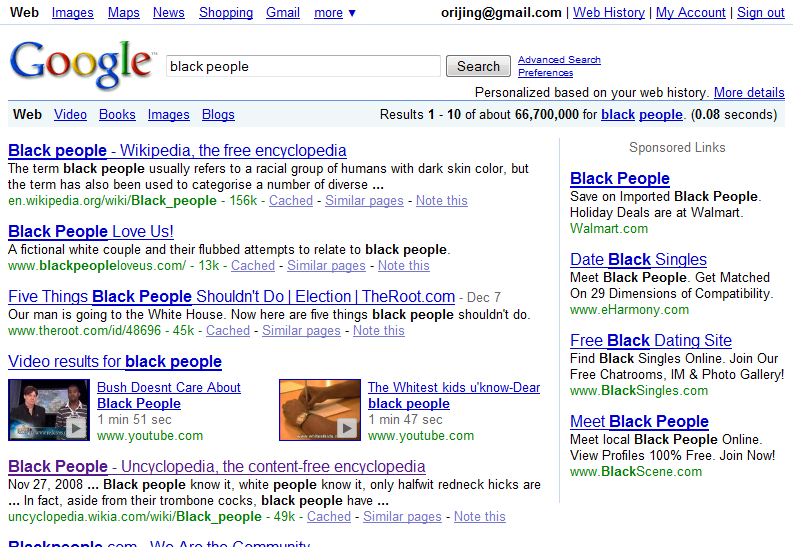 Web Images Maps News Shopping Gmail more ▼
orijing@gmail.com | Web History | My Account | Sign out
Google™
black people
Search
Advanced Search
Preferences
Personalized based on your web history. More details
Web Video Books Images Blogs
Results 1 - 10 of about 66,700,000 for black people. (0.08 seconds)
Black people - Wikipedia, the free encyclopedia
The term black people usually refers to a racial group of humans with dark skin color, but
the term has also been used to categorise a number of diverse ...
en.wikipedia.org/wiki/Black_people - 156k - Cached - Similar pages - Note this
Black People Love Us!
A fictional white couple and their flubbed attempts to relate to black people.
www.blackpeopleloveus.com/ - 13k - Cached - Similar pages - Note this
Five Things Black People Shouldn't Do | Election | TheRoot.com - Dec 7
Our man is going to the White House. Now here are five things black people shouldn't do.
www.theroot.com/id/48696 - 45k - Cached - Similar pages - Note this
Video results for black people
Bush Doesnt Care About
Black People
1 min 51 sec
www.youtube.com
The Whitest kids u'know-Dear
black people
1 min 47 sec
www.youtube.com
Black People - Uncyclopedia, the content-free encyclopedia
Nov 27, 2008 ... Black people know it, white people know it, only halfwit redneck hicks are
... In fact, aside from their trombone cocks, black people have ...
uncyclopedia.wikia.com/wiki/Black_people - 49k - Cached - Similar pages - Note this
Blackpeople.com - We Are the Community
Sponsored Links
Black People
Save on Imported Black People.
Holiday Deals are at Walmart.
Walmart.com
Date Black Singles
Meet Black People. Get Matched
On 29 Dimensions of Compatibility.
www.eHarmony.com
Free Black Dating Site
Find Black Singles Online. Join Our
Free Chatrooms, IM & Photo Gallery!
www.BlackSingles.com
Meet Black People
Meet local Black People Online.
View Profiles 100% Free. Join Now!
www.BlackScene.com